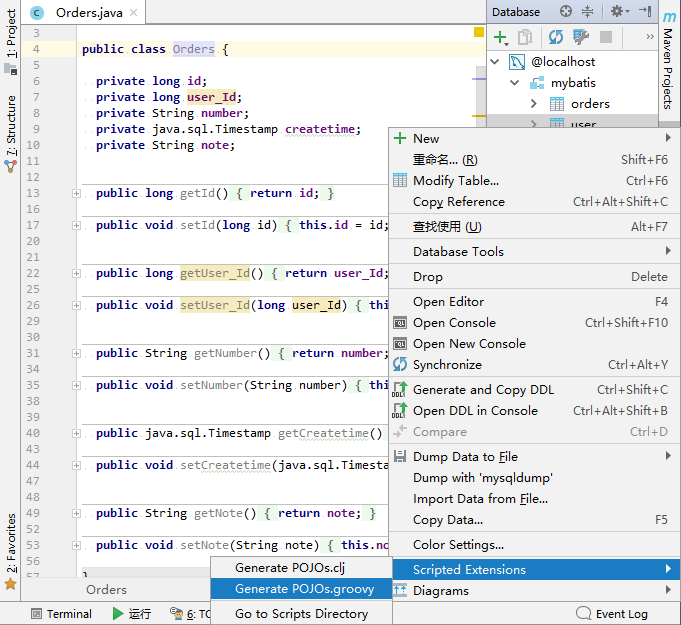 Orders.java
Database
1: Project
7: Structure
2: Favorites
Maven Projects
3
4 public class Orders {
5
6 private long id;
7 private long user_Id;
8 private String number;
9 private java.sql.Timestamp createtime;
10 private String note;
11
12
13 public long getId() { return id; }
16
17 public void setId(long id) { this.id = id;
20
21
22 public long getUser_Id() { return user_Id;
25
26 public void setUser_Id(long user_Id) { thi
29
30
31 public String getNumber() { return number;
34
35 public void setNumber(String number) { thi
38
39
40 public java.sql.Timestamp getCreatetime()
43
44 public void setCreatetime(java.sql.Timesta
47
48
49 public String getNote() { return note; }
52
53 public void setNote(String note) { this.no
56
57 }
Orders
@localhost
mybatis
orders
user
New
重命名... (R) Shift+F6
Modify Table... Ctrl+F6
Copy Reference Ctrl+Alt+Shift+C
查找使用 (U) Alt+F7
Database Tools
Drop Delete
Open Editor F4
Open Console Ctrl+Shift+F10
Open New Console
Synchronize Ctrl+Alt+Y
Generate and Copy DDL Ctrl+Shift+C
Open DDL in Console Ctrl+Alt+Shift+B
Compare Ctrl+D
Dump Data to File
Dump with 'mysqldump'
Import Data from File...
Copy Data... F5
Color Settings...
Scripted Extensions
Diagrams
Generate POJOs.clj
Generate POJOs.groovy
Go to Scripts Directory
Terminal
运行
6: TO
Event Log